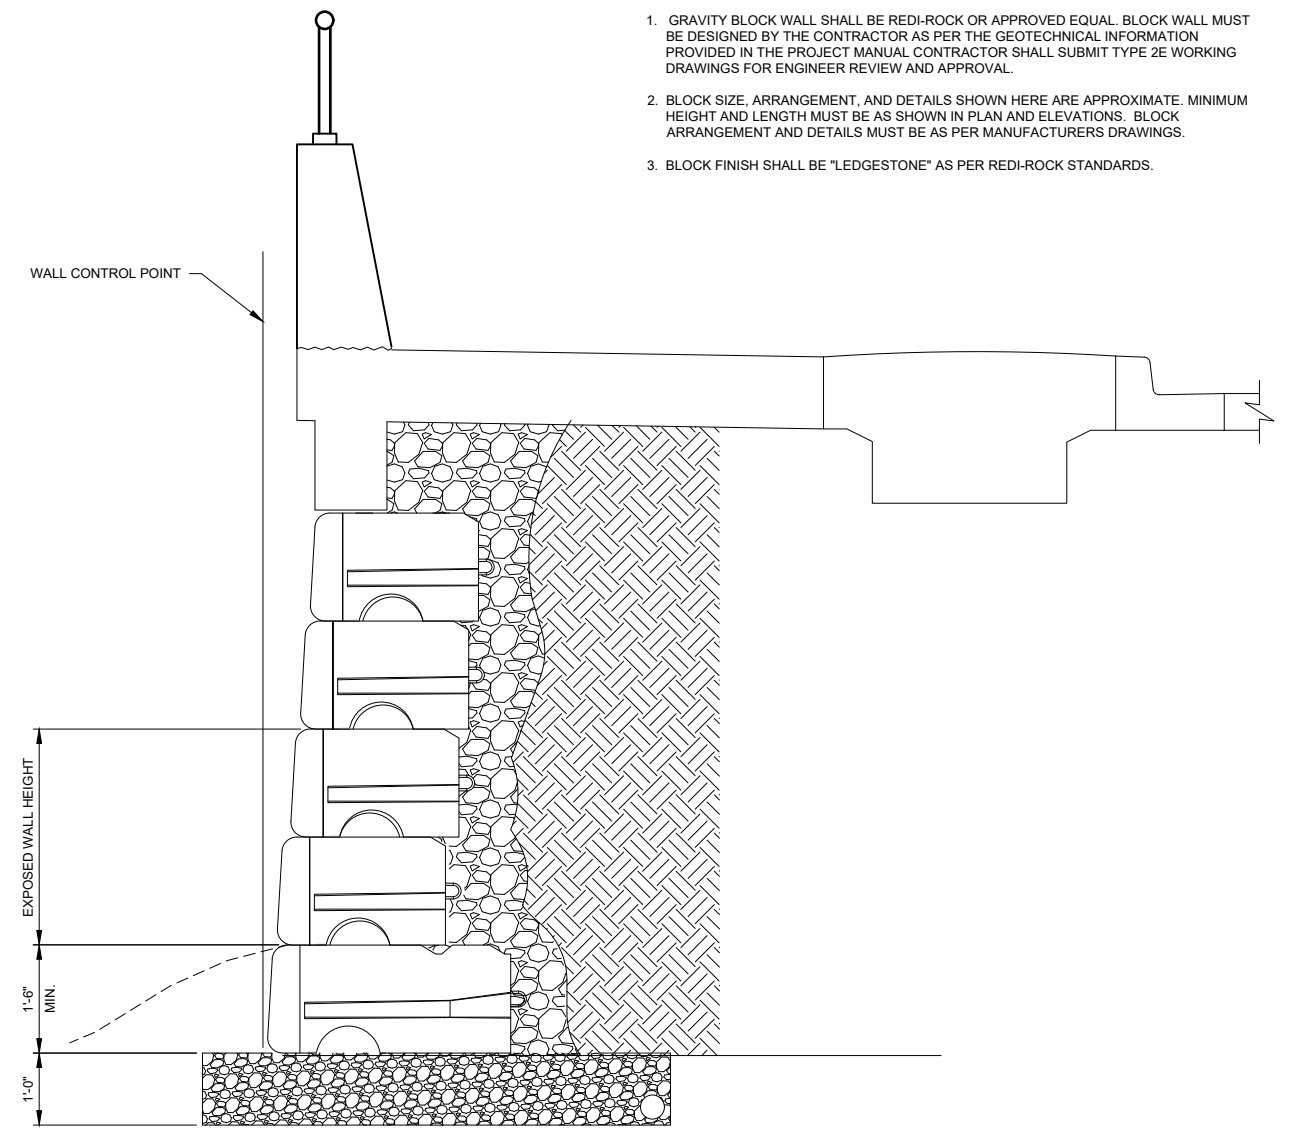 1. GRAVITY BLOCK WALL SHALL BE REDI-ROCK OR APPROVED EQUAL. BLOCK WALL MUST
BE DESIGNED BY THE CONTRACTOR AS PER THE GEOTECHNICAL INFORMATION
PROVIDED IN THE PROJECT MANUAL CONTRACTOR SHALL SUBMIT TYPE 2E WORKING
DRAWINGS FOR ENGINEER REVIEW AND APPROVAL.
2. BLOCK SIZE, ARRANGEMENT, AND DETAILS SHOWN HERE ARE APPROXIMATE. MINIMUM
HEIGHT AND LENGTH MUST BE AS SHOWN IN PLAN AND ELEVATIONS. BLOCK
ARRANGEMENT AND DETAILS MUST BE AS PER MANUFACTURERS DRAWINGS.
3. BLOCK FINISH SHALL BE "LEDGESTONE" AS PER REDI-ROCK STANDARDS.
WALL CONTROL POINT
EXPOSED WALL HEIGHT
1'-6"
MIN.
1'-0"